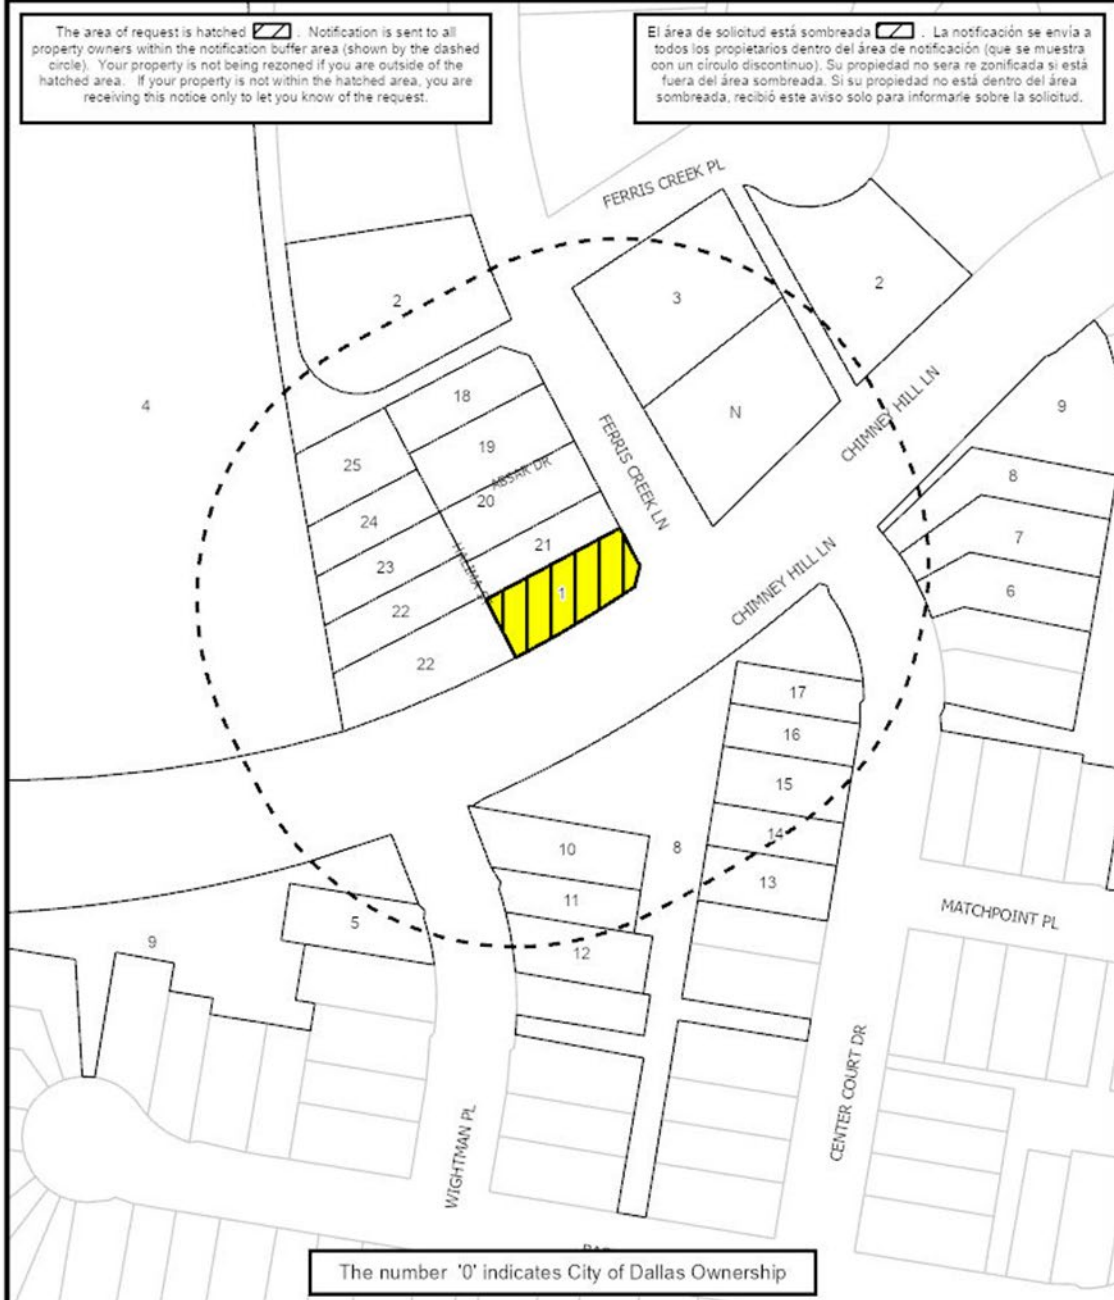 The area of request is hatched . Notification is sent to all
property owners within the notification buffer area (shown by the dashed
circle). Your property is not being rezoned if you are outside of the
hatched area. If your property is not within the hatched area, you are
receiving this notice only to let you know of the request.
El área de solicitud está sombreada . La notificación se envía a
todos los propietarios dentro del área de notificación (que se muestra
con un círculo discontinuo). Su propiedad no sera re zonificada si está
fuera del área sombreada. Si su propiedad no está dentro del área
sombreada, recibió este aviso solo para informarle sobre la solicitud.
FERRIS CREEK PL
2
3
2
4
18
N
CHIMNEY HILL LN
9
25
19
ABSAR DR
FERRIS CREEK LN
8
24
20
7
23
21
HALIMA
CHIMNEY HILL LN
22
1
6
22
17
16
15
10
8
14
11
13
5
9
12
MATCHPOINT PL
WIGHTMAN PL
CENTER COURT DR
The number '0' indicates City of Dallas Ownership